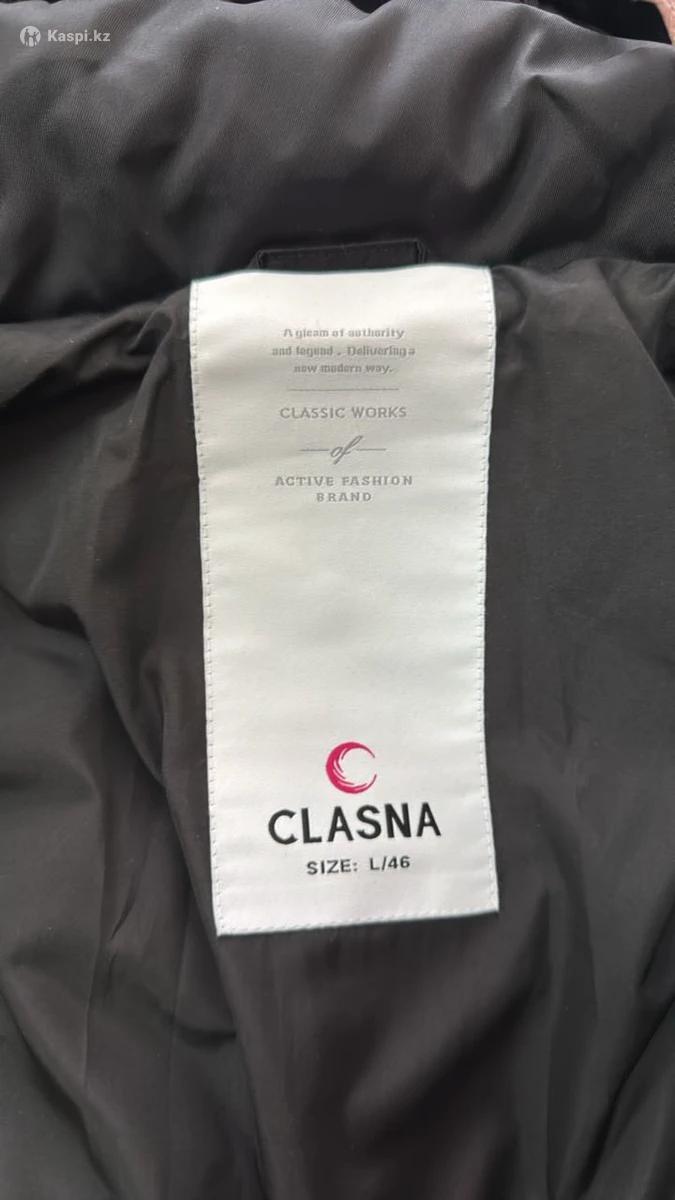 Kaspi.kz
A gleam of authority
and legend . Delivering a
new modern way.
CLASSIC WORKS
of
ACTIVE FASHION
BRAND
CLASNA
SIZE: L/46